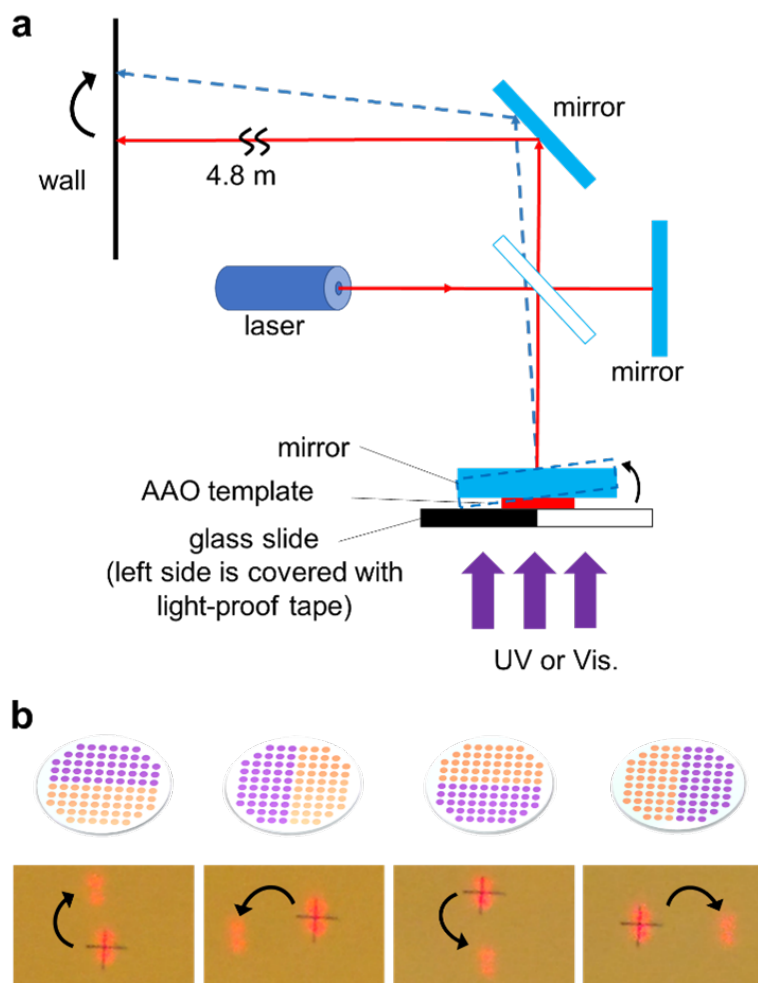 a
mirror
wall
4.8 m
laser
mirror
mirror
AAO template
glass slide
(left side is covered with
light-proof tape)
UV or Vis.
b